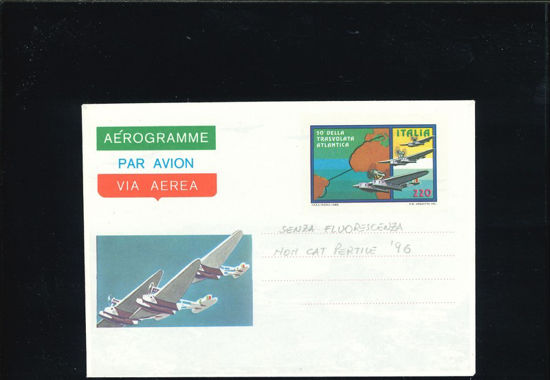 AÉROGRAMME
PAR AVION
VIA AEREA
50° DELLA
TRASVOLATA
ATLANTICA
ITALIA
220
SENZA FLUORESCENZA
NON CAT PERTILE '96